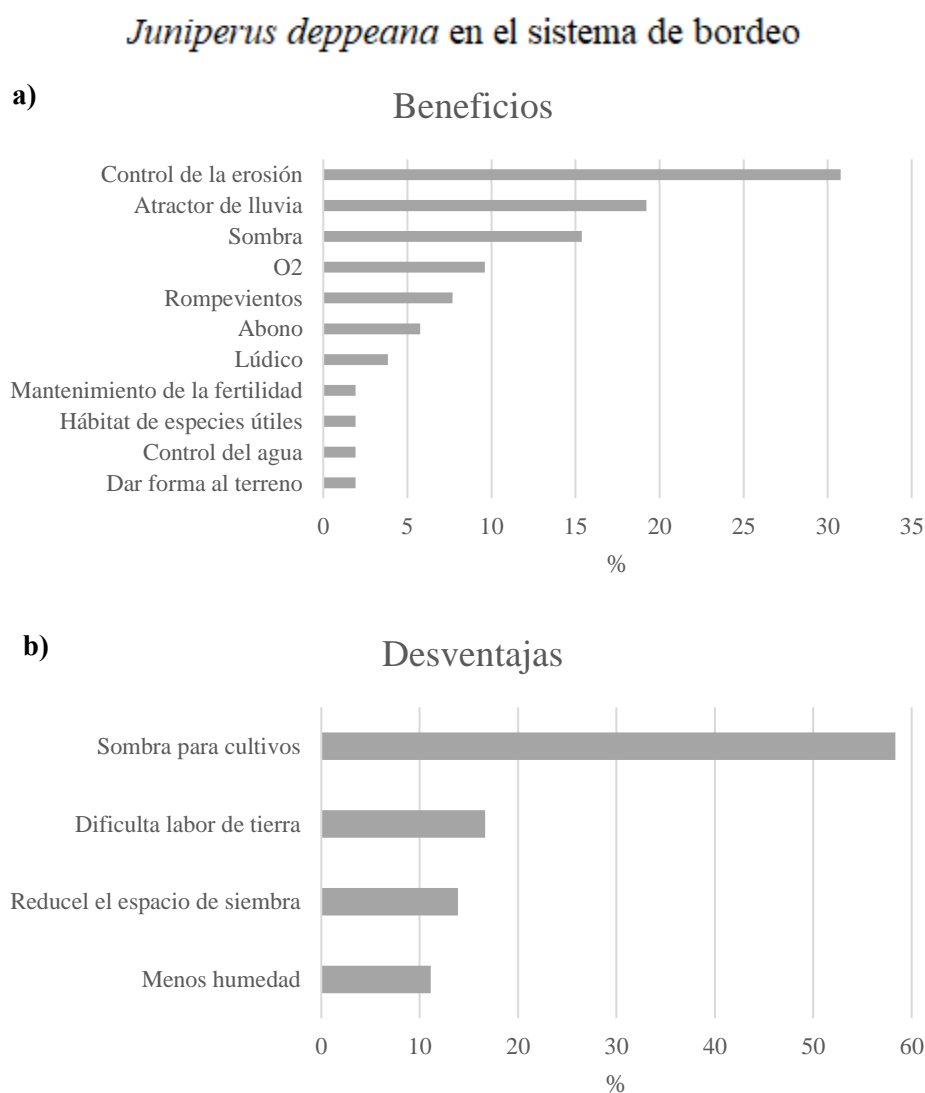 Juniperus deppeana en el sistema de bordeo
a)
Beneficios
Control de la erosión
Atractor de lluvia
Sombra
O2
Rompevientos
Abono
Lúdico
Mantenimiento de la fertilidad
Hábitat de especies útiles
Control del agua
Dar forma al terreno
0 5 10 15 20 25 30 35
%
b)
Desventajas
Sombra para cultivos
Dificulta labor de tierra
Reducel el espacio de siembra
Menos humedad
0 10 20 30 40 50 60
%